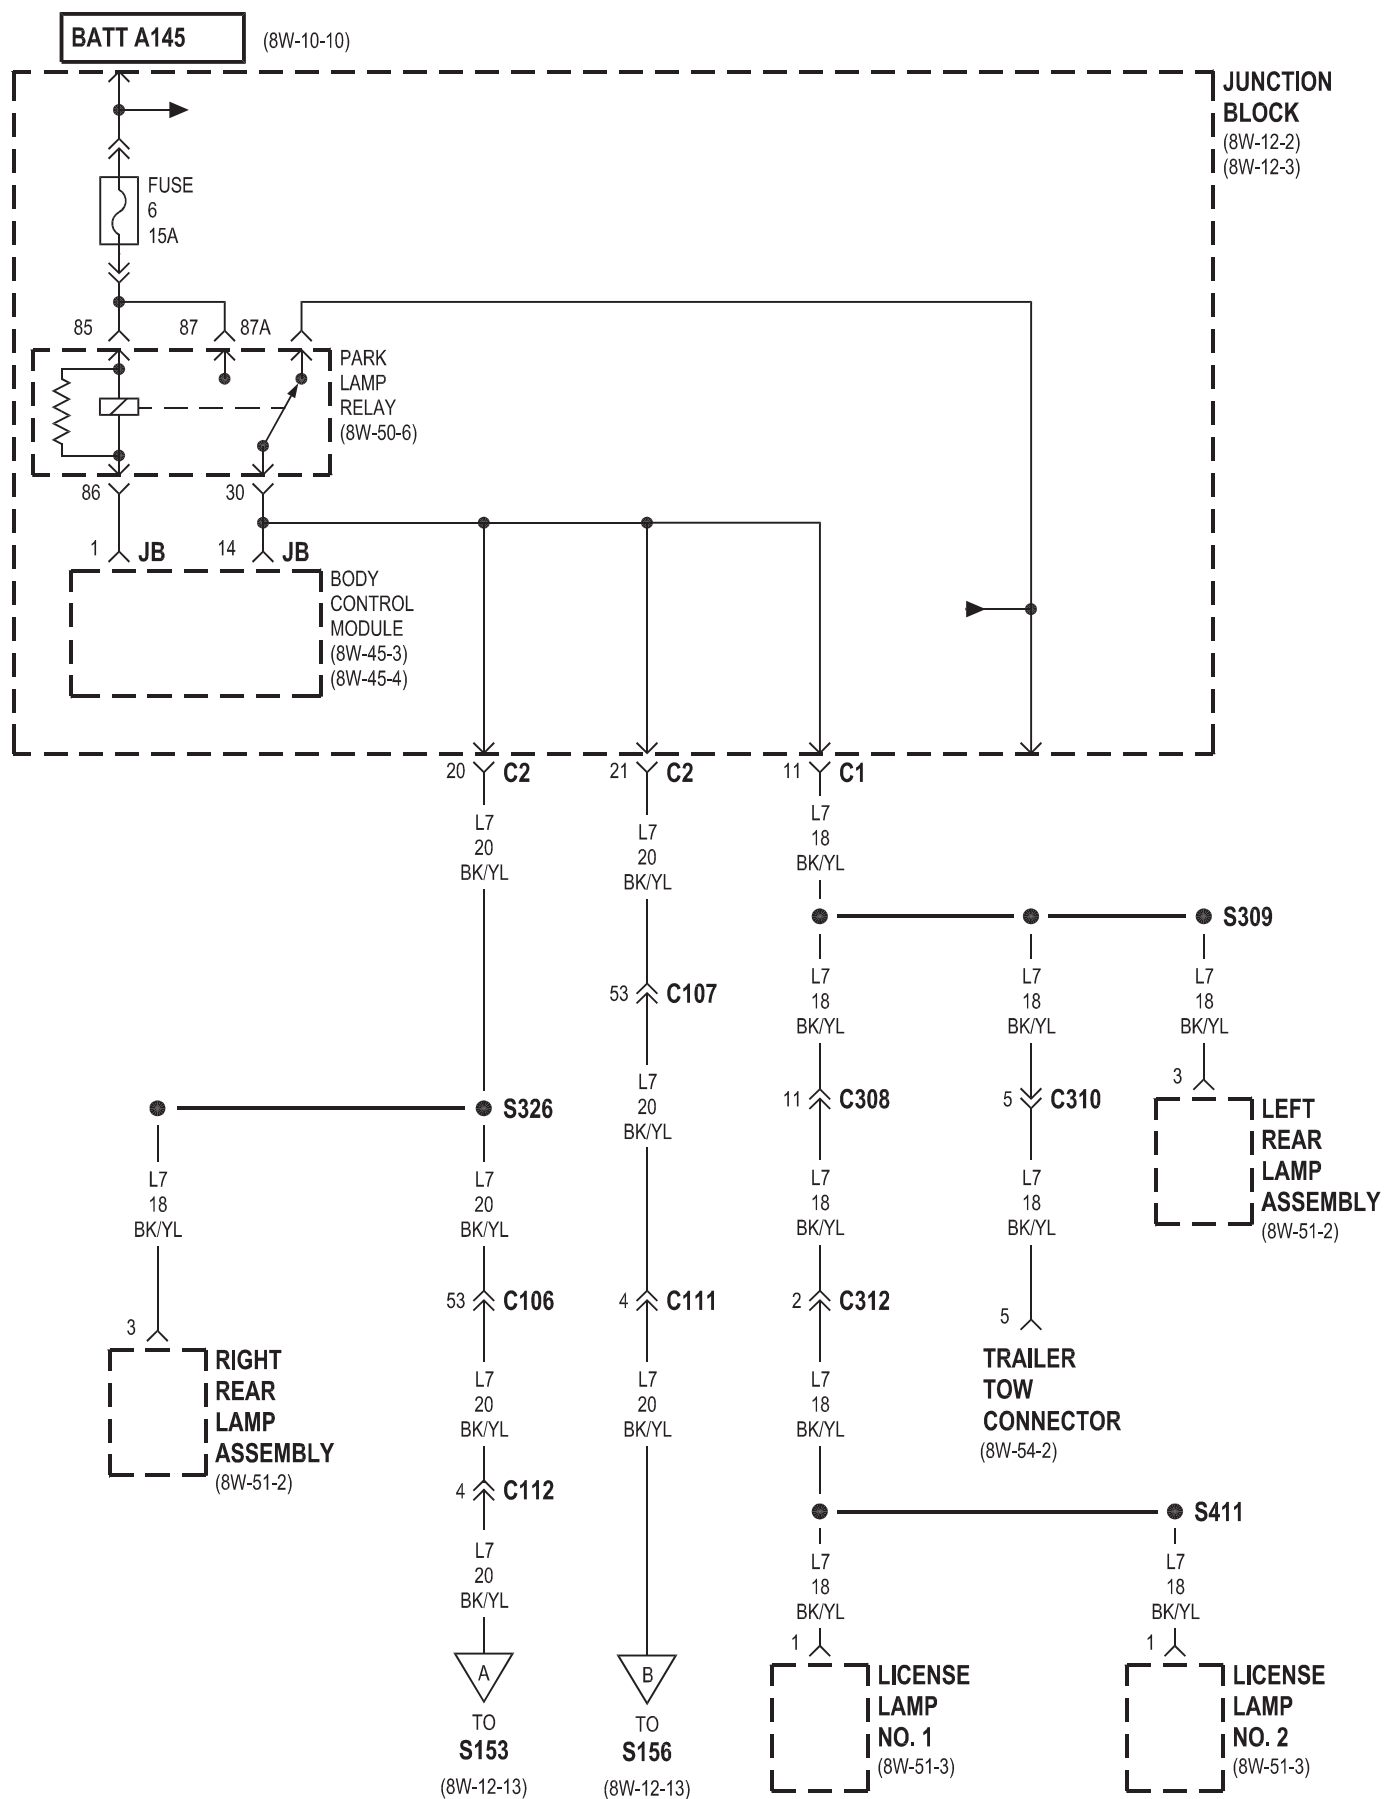 BATT A145 (8W-10-10)
JUNCTION
BLOCK
(8W-12-2)
(8W-12-3)
FUSE
6
15A
85 87 87A
PARK
LAMP
RELAY
(8W-50-6)
86 30
1 JB 14 JB
BODY
CONTROL
MODULE
(8W-45-3)
(8W-45-4)
20 C2 21 C2 11 C1
L7
20
BK/YL
L7
20
BK/YL
L7
18
BK/YL
S309
53 C107
L7
18
BK/YL
L7
18
BK/YL
L7
18
BK/YL
S326
L7
20
BK/YL
11 C308
5 C310
3
LEFT
REAR
LAMP
ASSEMBLY
(8W-51-2)
L7
18
BK/YL
L7
20
BK/YL
L7
18
BK/YL
L7
18
BK/YL
53 C106
4 C111
2 C312
5
TRAILER
TOW
CONNECTOR
(8W-54-2)
3
RIGHT
REAR
LAMP
ASSEMBLY
(8W-51-2)
L7
20
BK/YL
L7
20
BK/YL
L7
18
BK/YL
4 C112
S411
L7
20
BK/YL
L7
18
BK/YL
L7
18
BK/YL
A
TO
S153
(8W-12-13)
B
TO
S156
(8W-12-13)
1
LICENSE
LAMP
NO. 1
(8W-51-3)
1
LICENSE
LAMP
NO. 2
(8W-51-3)